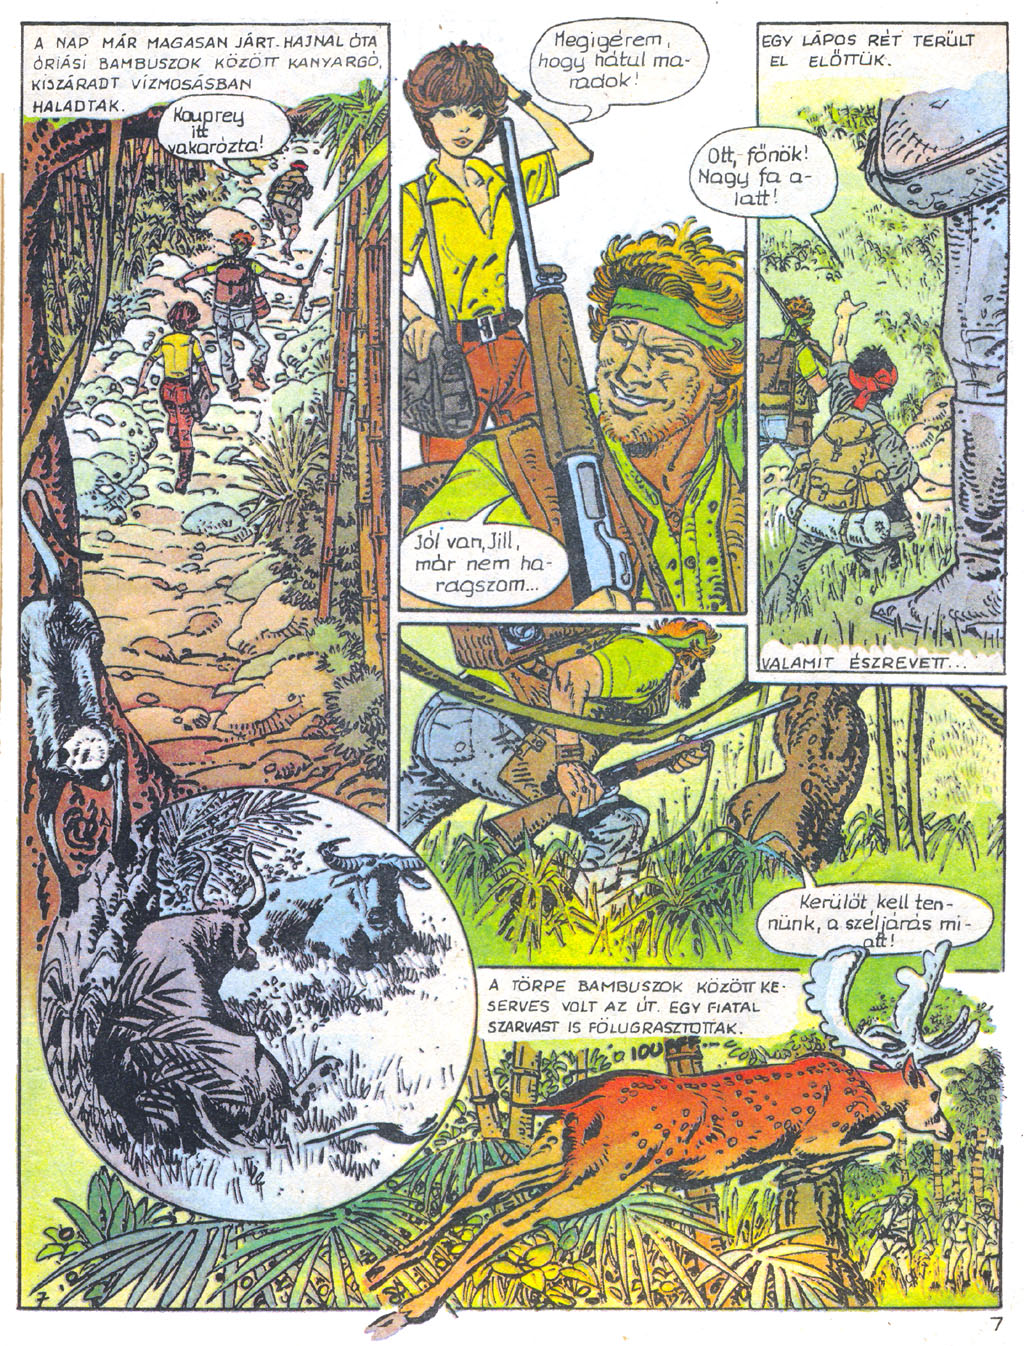 A NAP MÁR MAGASAN JÁRT. HAJNAL ÓTA
ÓRIÁSI BAMBUSZOK KÖZÖTT KANYARGÓ,
KISZÁRADT VÍZMOSÁSBAN
HALADTAK.
Kouprey
itt
vakarózta!
Megigérem,
hogy hátul ma-
radok!
Jól van, Jill,
már nem ha-
ragszom...
EGY LÁPOS RÉT TERÜLT
EL ELŐTTÜK.
Ott, főnök!
Nagy fa a-
latt!
VALAMIT ÉSZREVETT...
Kerülőt kell ten-
nünk, a széljárás mi-
att!
A TÖRPE BAMBUSZOK KÖZÖTT KE-
SERVES VOLT AZ ÚT. EGY FIATAL
SZARVAST IS FÖLUGRASZTOTTAK.
7
7